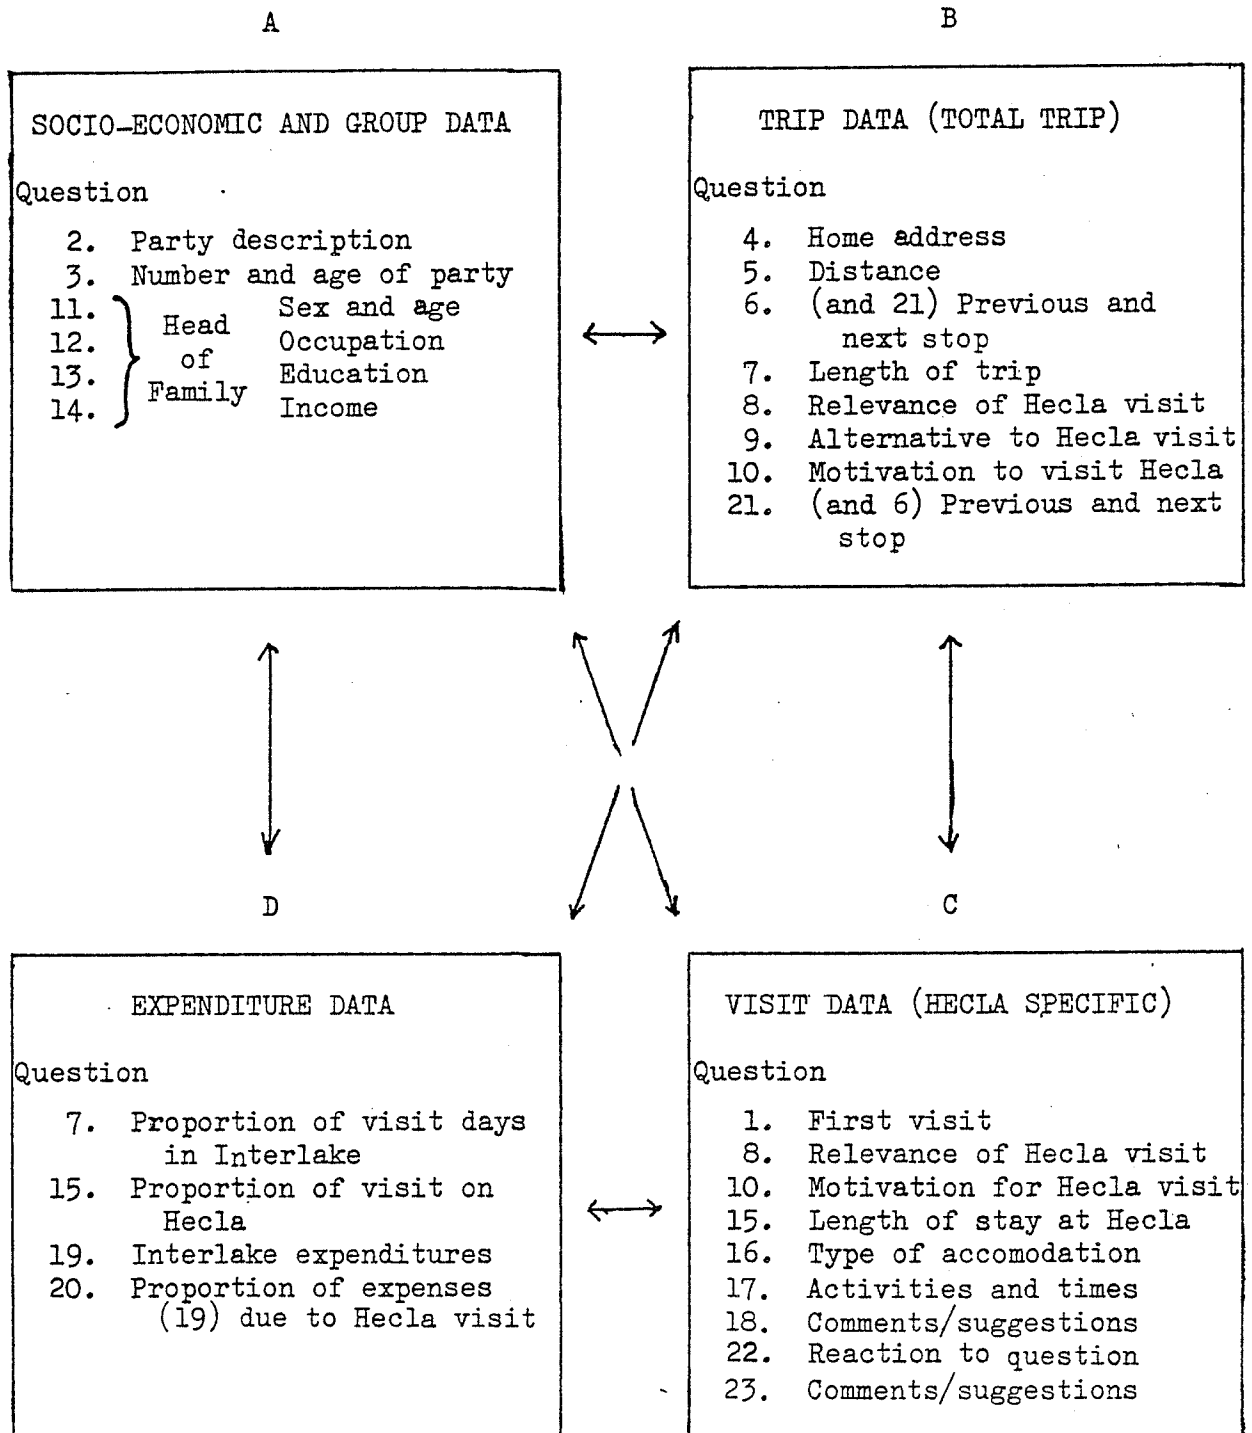 A
SOCIO-ECONOMIC AND GROUP DATA
Question
2. Party description
3. Number and age of party
11. Sex and age
12. Occupation
13. Education
14. Income
Head
of
Family
B
TRIP DATA (TOTAL TRIP)
Question
4. Home address
5. Distance
6. (and 21) Previous and
next stop
7. Length of trip
8. Relevance of Hecla visit
9. Alternative to Hecla visit
10. Motivation to visit Hecla
21. (and 6) Previous and next
stop
D
EXPENDITURE DATA
Question
7. Proportion of visit days
in Interlake
15. Proportion of visit on
Hecla
19. Interlake expenditures
20. Proportion of expenses
(19) due to Hecla visit
C
VISIT DATA (HECLA SPECIFIC)
Question
1. First visit
8. Relevance of Hecla visit
10. Motivation for Hecla visit
15. Length of stay at Hecla
16. Type of accomodation
17. Activities and times
18. Comments/suggestions
22. Reaction to question
23. Comments/suggestions